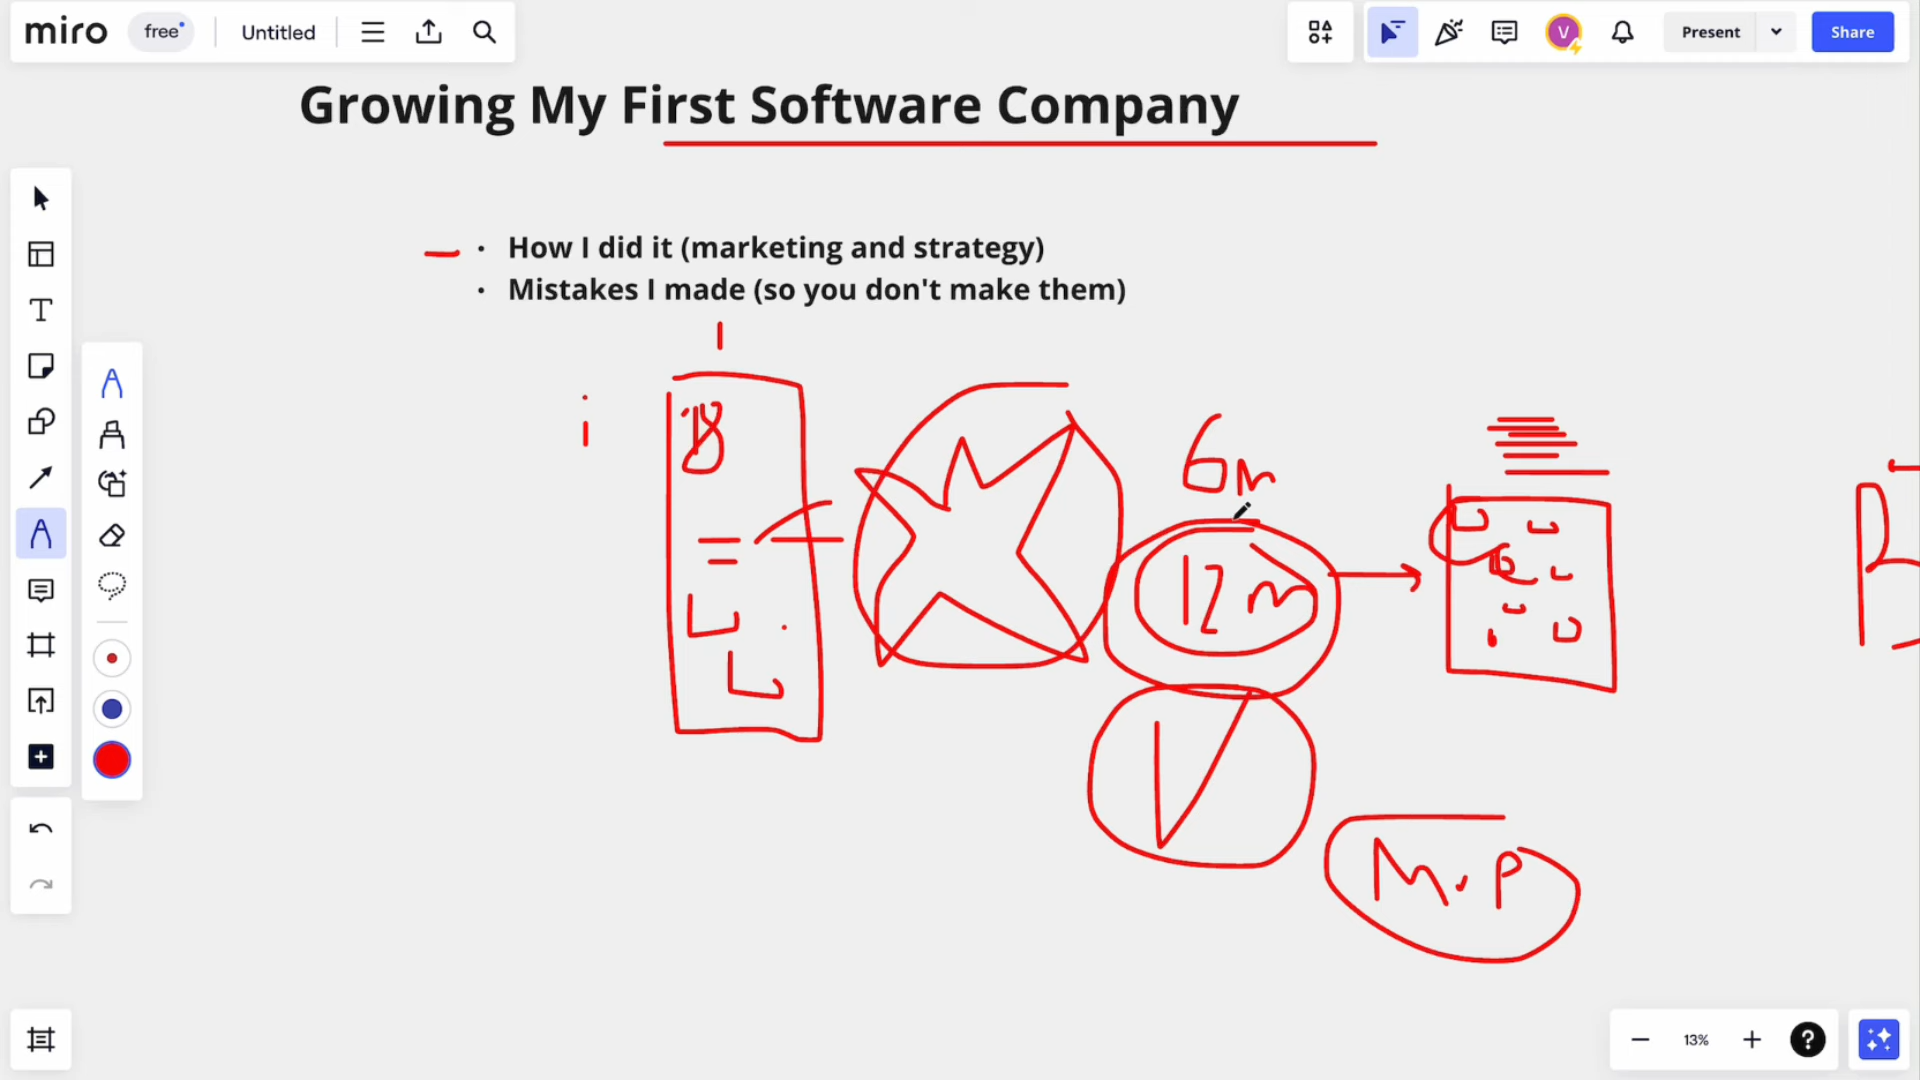 miro free Untitled Present Share
V
Growing My First Software Company
· How I did it (marketing and strategy)
· Mistakes I made (so you don't make them)
6m
12m
M.P
13%